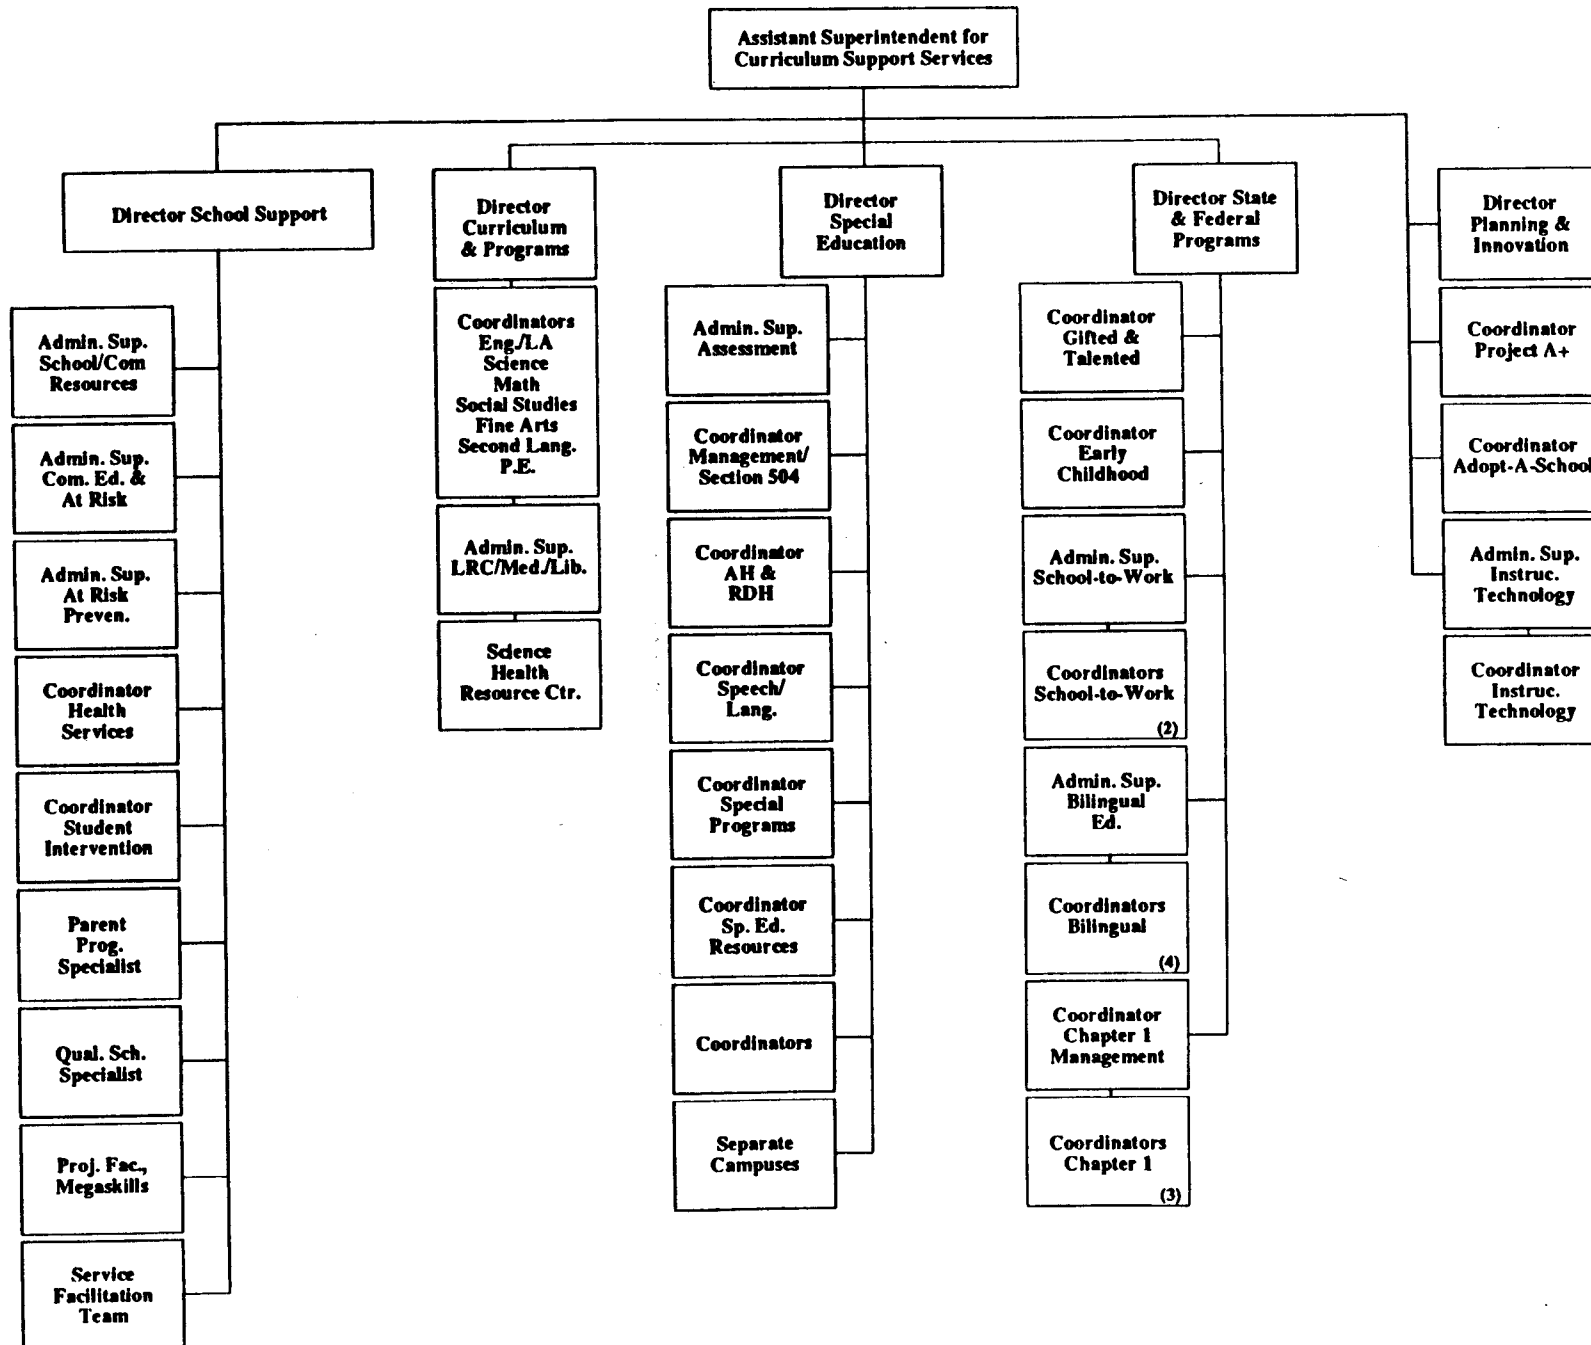 Assistant Superintendent for
Curriculum Support Services
Director School Support
Director
Curriculum
& Programs
Director
Special
Education
Director State
& Federal
Programs
Director
Planning &
Innovation
Admin. Sup.
School/Com
Resources
Admin. Sup.
Com. Ed. &
At Risk
Admin. Sup.
At Risk
Preven.
Coordinator
Health
Services
Coordinator
Student
Intervention
Parent
Prog.
Specialist
Qual. Sch.
Specialist
Proj. Fac.,
Megaskills
Service
Facilitation
Team
Coordinators
Eng./LA
Science
Math
Social Studies
Fine Arts
Second Lang.
P.E.
Admin. Sup.
LRC/Med./Lib.
Science
Health
Resource Ctr.
Admin. Sup.
Assessment
Coordinator
Management/
Section 504
Coordinator
AH &
RDH
Coordinator
Speech/
Lang.
Coordinator
Special
Programs
Coordinator
Sp. Ed.
Resources
Coordinators
Separate
Campuses
Coordinator
Gifted &
Talented
Coordinator
Early
Childhood
Admin. Sup.
School-to-Work
Coordinators
School-to-Work
(2)
Admin. Sup.
Bilingual
Ed.
Coordinators
Bilingual
(4)
Coordinator
Chapter 1
Management
Coordinators
Chapter 1
(3)
Coordinator
Project A+
Coordinator
Adopt-A-School
Admin. Sup.
Instruc.
Technology
Coordinator
Instruc.
Technology